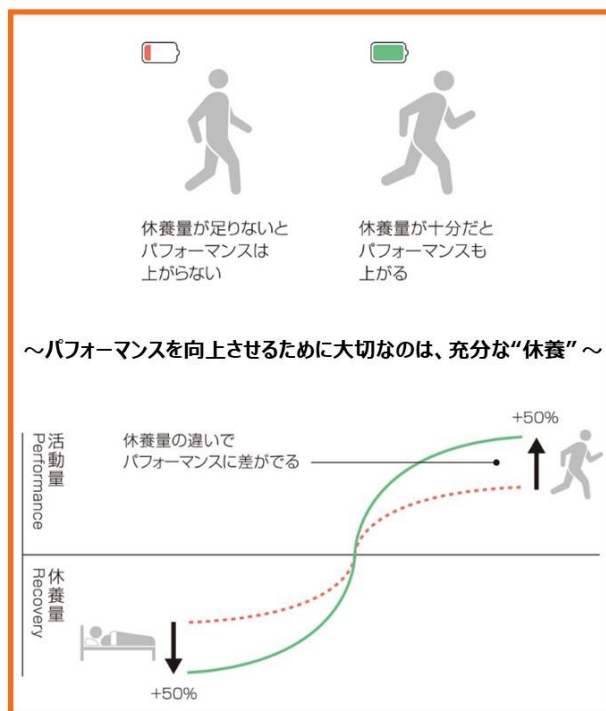 休養量が足りないと
パフォーマンスは
上がらない
休養量が十分だと
パフォーマンスも
上がる
～パフォーマンスを向上させるために大切なのは、充分な“休養”～
+50%
活動量
Performance
休養量の違いで
パフォーマンスに差がでる
休養量
Recovery
+50%